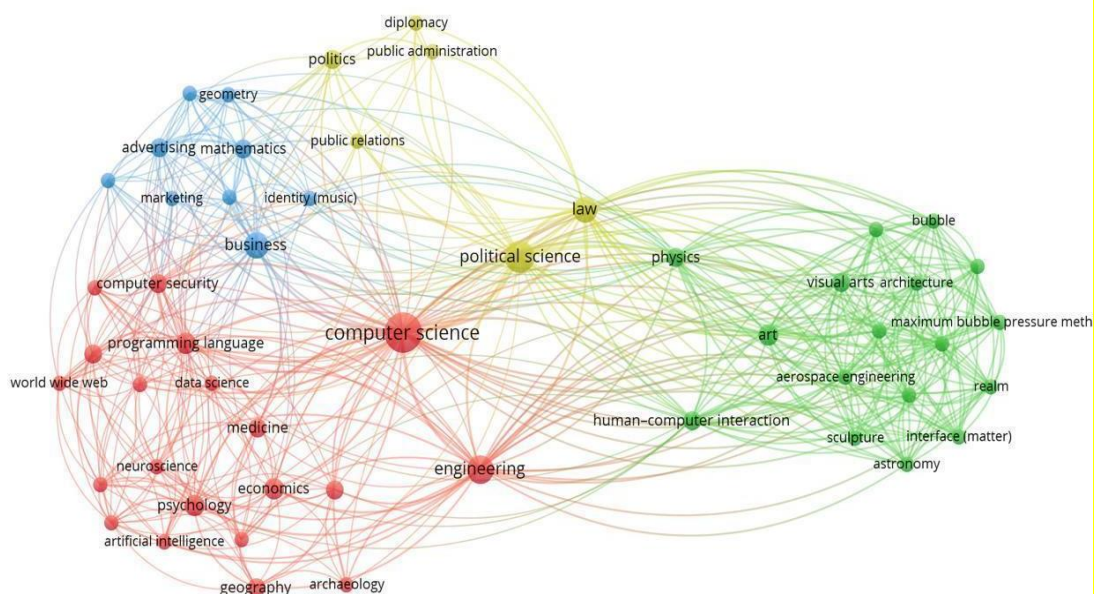 diplomacy
public administration
politics
geometry
public relations
advertising
mathematics
marketing
identity (music)
business
law
political science
physics
bubble
visual arts
architecture
computer security
computer science
programming language
maximum bubble pressure meth
art
world wide web
data science
aerospace engineering
realm
human–computer interaction
medicine
sculpture
interface (matter)
neuroscience
engineering
astronomy
economics
psychology
artificial intelligence
geography
archaeology